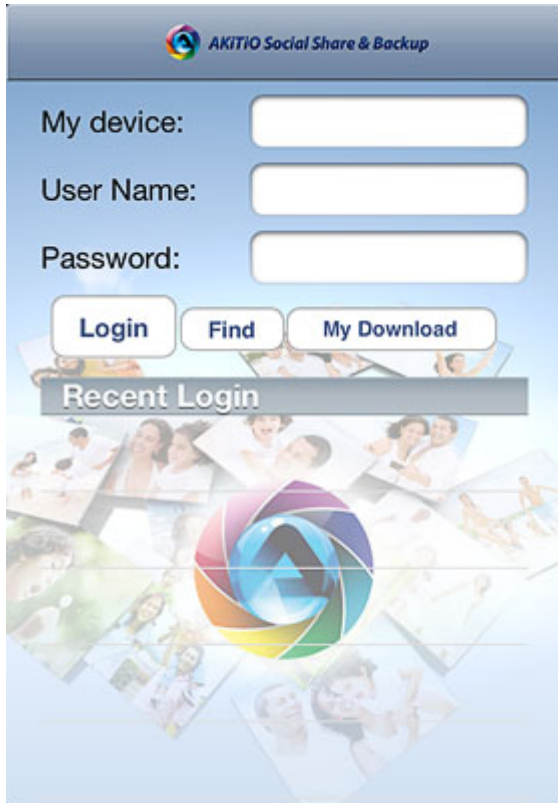 AKiTiO Social Share & Backup
My device:
User Name:
Password:
Login Find My Download
Recent Login